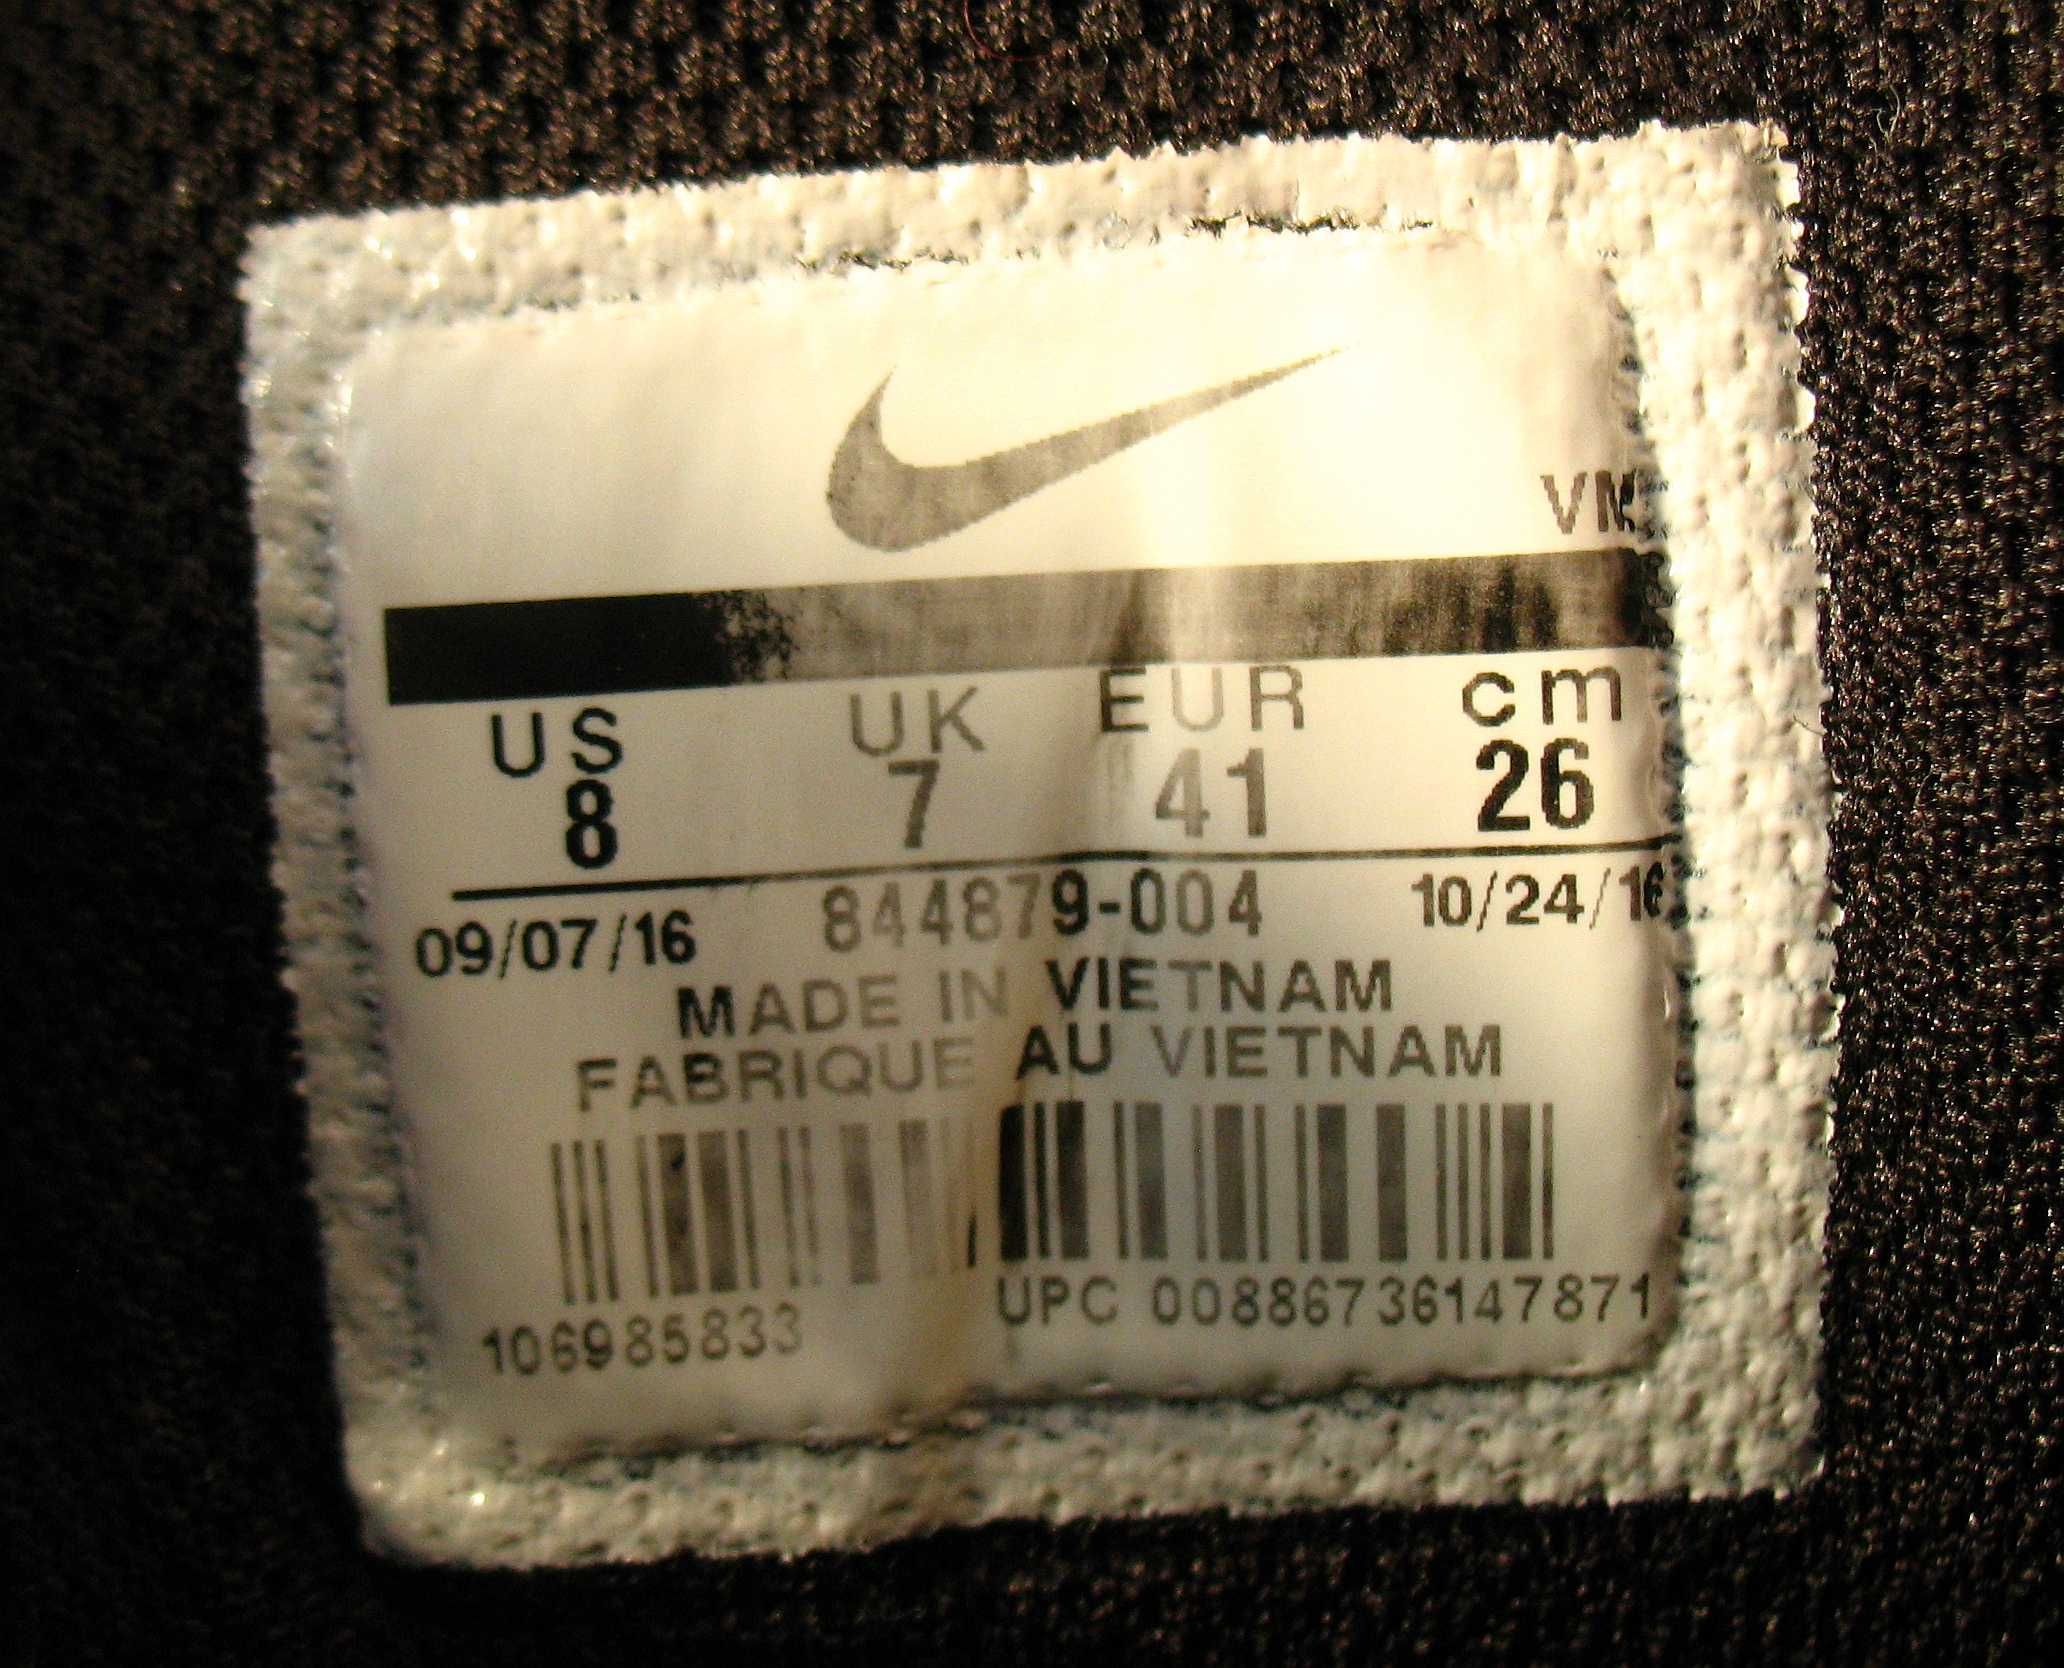 VM
US UK EUR cm
8 7 41 26
09/07/16 844879-004 10/24/16
MADE IN VIETNAM
FABRIQUE AU VIETNAM
106985833 UPC 00886736147871